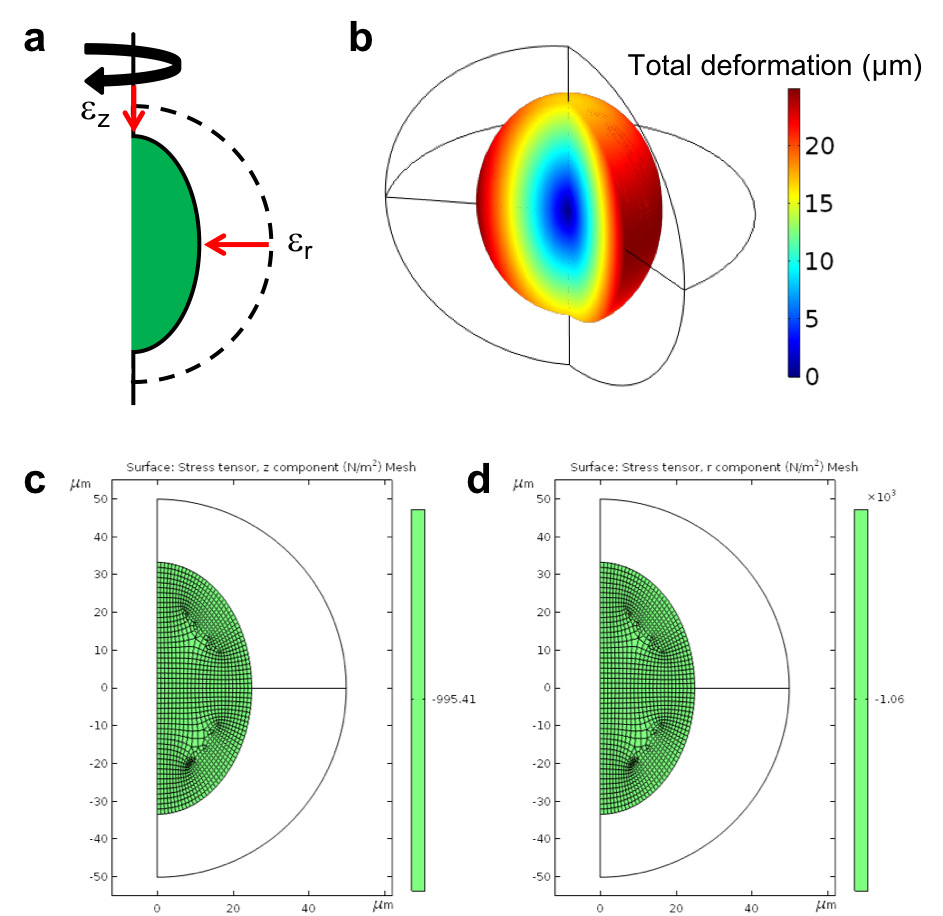 a
b
Total deformation (μm)
εz
εr
20
15
10
5
0
c
Surface: Stress tensor, z component (N/m²) Mesh
μm
50
40
30
20
10
0
-10
-20
-30
-40
-50
0
20
40
μm
-995.41
d
Surface: Stress tensor, r component (N/m²) Mesh
μm
×10³
50
40
30
20
10
0
-10
-20
-30
-40
-50
0
20
40
μm
-1.06